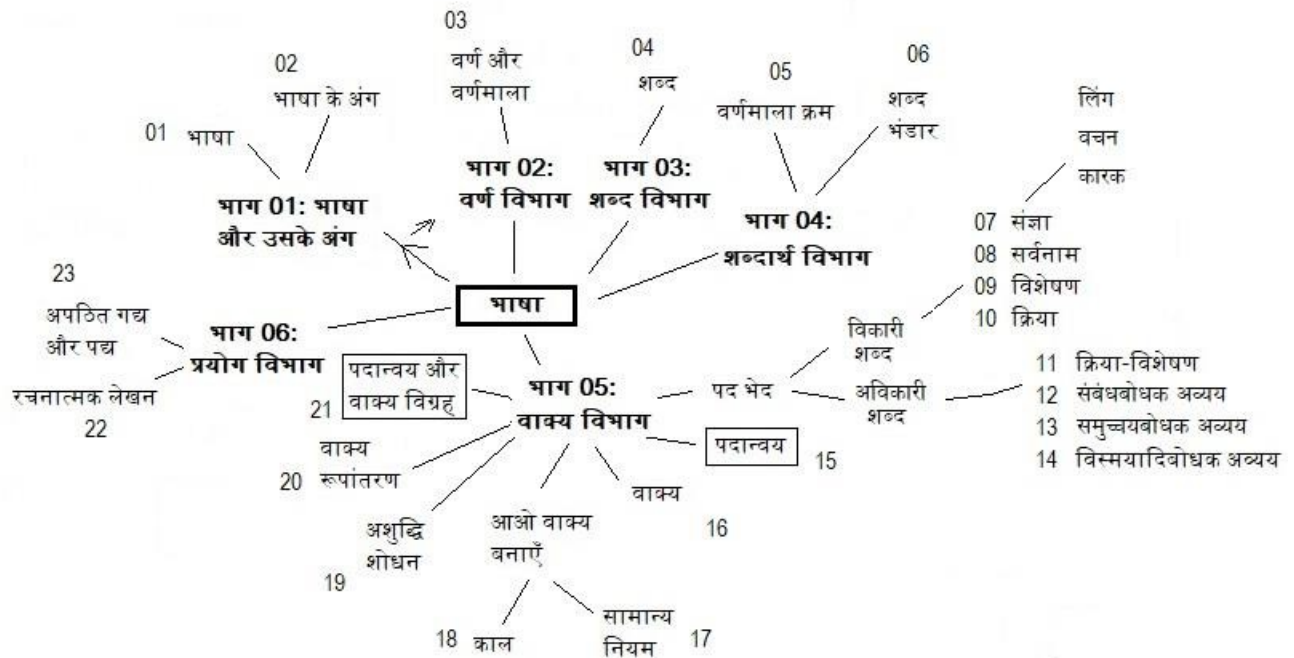 01 भाषा
02
भाषा के अंग
भाग 01: भाषा
और उसके अंग
03
वर्ण और
वर्णमाला
भाग 02:
वर्ण विभाग
04
शब्द
भाग 03:
शब्द विभाग
05
वर्णमाला क्रम
06
शब्द
भंडार
भाग 04:
शब्दार्थ विभाग
लिंग
वचन
कारक
07 संज्ञा
08 सर्वनाम
09 विशेषण
10 क्रिया
भाषा
विकारी
शब्द
पद भेद
अविकारी
शब्द
11 क्रिया-विशेषण
12 संबंधबोधक अव्यय
13 समुच्चयबोधक अव्यय
14 विस्मयादिबोधक अव्यय
भाग 05:
वाक्य विभाग
पदान्वय
15
वाक्य
16
आओ वाक्य
बनाएँ
सामान्य
नियम 17
18 काल
अशुद्धि
शोधन
19
वाक्य
20 रूपांतरण
पदान्वय और
वाक्य विग्रह
21
23
अपठित गद्य
और पद्य
भाग 06:
प्रयोग विभाग
रचनात्मक लेखन
22